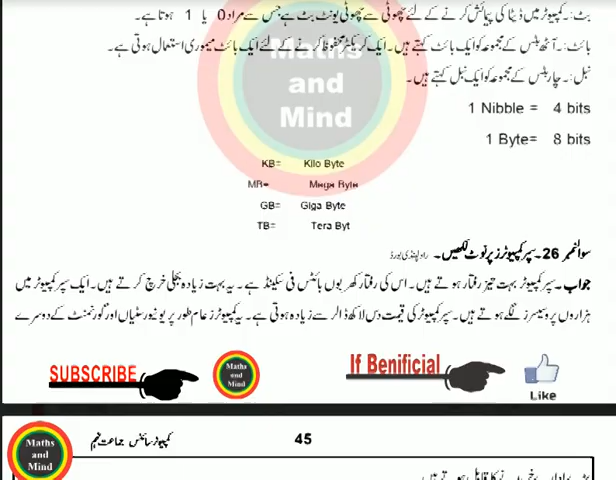 بٹ:۔ کمپیوٹر میں ڈیٹا کی پیمائش کرنے کے لئے چھوٹی سے چھوٹی یونٹ بٹ ہے جس سے مراد 0 یا 1 ہوتا ہے۔
بائٹ:۔ آٹھ بٹس کے مجموعہ کو ایک بائٹ کہتے ہیں۔ ایک کریکٹر محفوظ کرنے کے لئے ایک بائٹ میموری استعمال ہوتی ہے۔
نبل:۔ چار بٹس کے مجموعہ کو ایک نبل کہتے ہیں۔
Maths
and
Mind
1 Nibble = 4 bits
1 Byte= 8 bits
KB= Kilo Byte
MB= Mega Byte
GB= Giga Byte
TB= Tera Byt
سوال نمبر 26۔ سپر کمپیوٹرز پر نوٹ لکھیں۔ راولپنڈی بورڈ
جواب۔ سپر کمپیوٹر بہت تیز رفتار ہوتے ہیں۔ اس کی رفتار کھربوں بائٹس فی سیکنڈ ہے۔ یہ بہت زیادہ بجلی خرچ کرتے ہیں۔ ایک سپر کمپیوٹر میں
ہزاروں پروسیسرز لگے ہوتے ہیں۔ سپر کمپیوٹر کی قیمت دس لاکھ ڈالر سے زیادہ ہوتی ہے۔ یہ کمپیوٹرز عام طور پر یونیورسٹیاں اور گورنمنٹ کے دوسرے
SUBSCRIBE
Maths
and
Mind
If Benificial
Like
Maths
and
Mind
کمپیوٹر سائنس جماعت نہم
45